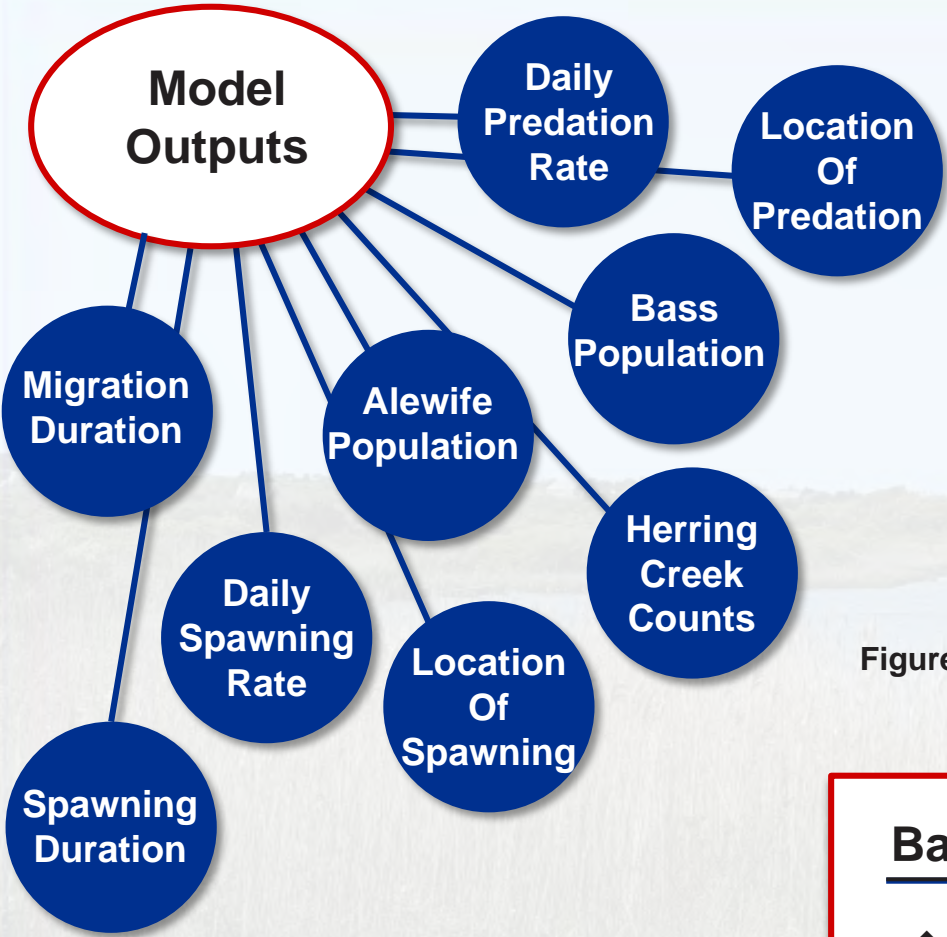 Model
Outputs
Daily
Predation
Rate
Location
Of
Predation
Bass
Population
Migration
Duration
Alewife
Population
Herring
Creek
Counts
Daily
Spawning
Rate
Location
Of
Spawning
Figure
Spawning
Duration
Ba